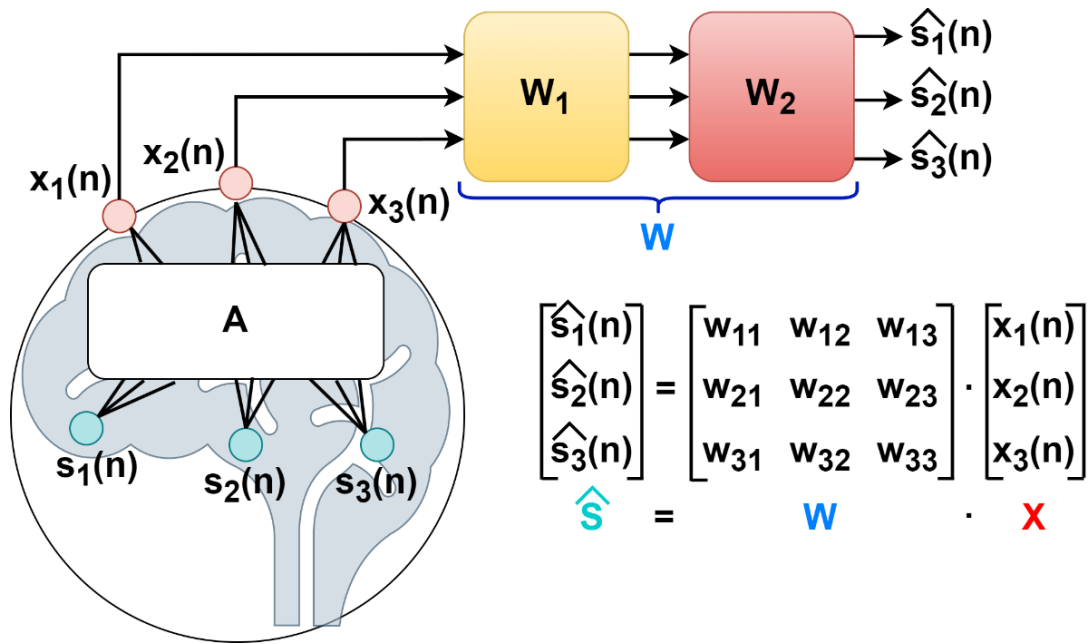 ŝ₁(n)
W₁ W₂ ŝ₂(n)
ŝ₃(n)
x₂(n)
x₁(n)
x₃(n)
W
A
s₁(n)
s₂(n) s₃(n)
[ŝ₁(n)] [w₁₁ w₁₂ w₁₃] [x₁(n)]
[ŝ₂(n)] = [w₂₁ w₂₂ w₂₃] · [x₂(n)]
[ŝ₃(n)] [w₃₁ w₃₂ w₃₃] [x₃(n)]
Ŝ = W · X